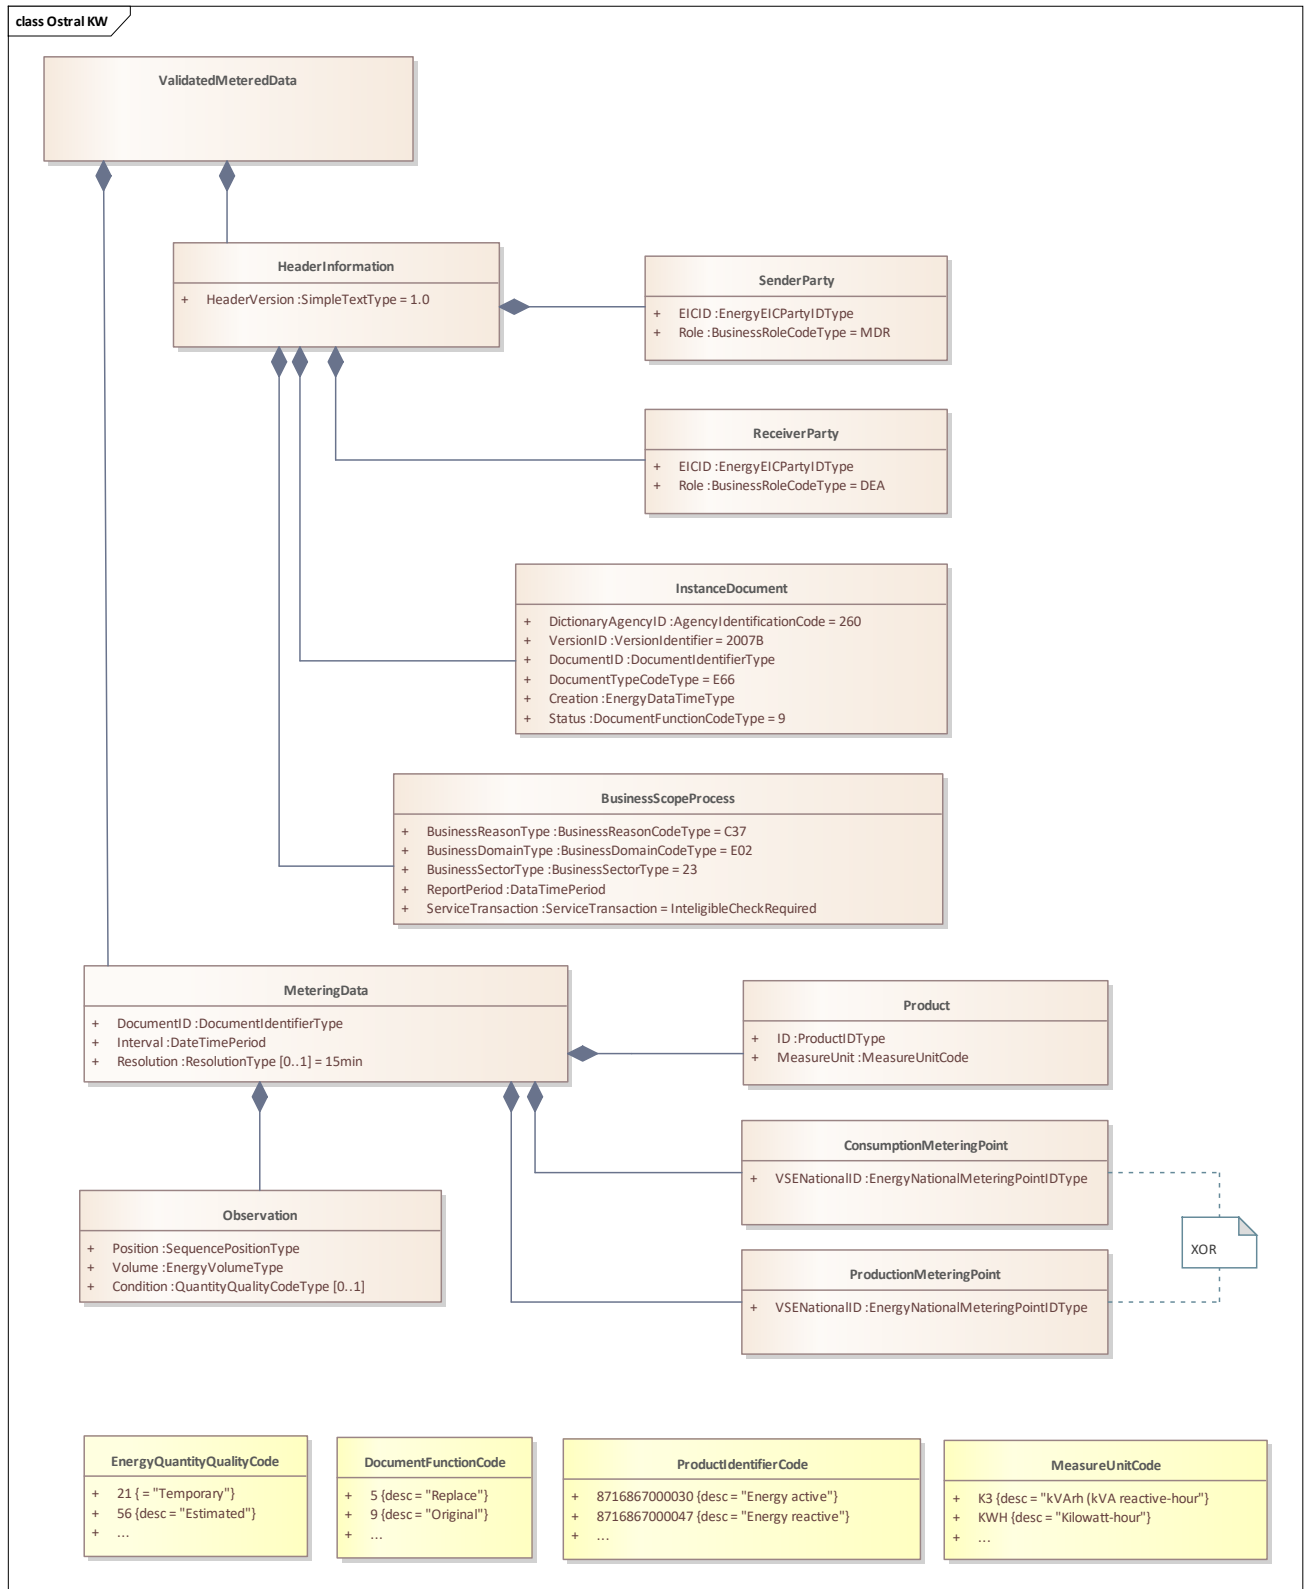 class Ostral KW
ValidatedMeteredData
HeaderInformation
+ HeaderVersion :SimpleTextType = 1.0
SenderParty
+ EICID :EnergyEICPartyIDType
+ Role :BusinessRoleCodeType = MDR
ReceiverParty
+ EICID :EnergyEICPartyIDType
+ Role :BusinessRoleCodeType = DEA
InstanceDocument
+ DictionaryAgencyID :AgencyIdentificationCode = 260
+ VersionID :VersionIdentifier = 2007B
+ DocumentID :DocumentIdentifierType
+ DocumentTypeCodeType = E66
+ Creation :EnergyDataTimeType
+ Status :DocumentFunctionCodeType = 9
BusinessScopeProcess
+ BusinessReasonType :BusinessReasonCodeType = C37
+ BusinessDomainType :BusinessDomainCodeType = E02
+ BusinessSectorType :BusinessSectorType = 23
+ ReportPeriod :DataTimePeriod
+ ServiceTransaction :ServiceTransaction = InteligibleCheckRequired
MeteringData
+ DocumentID :DocumentIdentifierType
+ Interval :DateTimePeriod
+ Resolution :ResolutionType [0..1] = 15min
Product
+ ID :ProductIDType
+ MeasureUnit :MeasureUnitCode
ConsumptionMeteringPoint
+ VSENationalID :EnergyNationalMeteringPointIDType
Observation
+ Position :SequencePositionType
+ Volume :EnergyVolumeType
+ Condition :QuantityQualityCodeType [0..1]
XOR
ProductionMeteringPoint
+ VSENationalID :EnergyNationalMeteringPointIDType
EnergyQuantityQualityCode
+ 21 { = "Temporary"}
+ 56 {desc = "Estimated"}
+ ...
DocumentFunctionCode
+ 5 {desc = "Replace"}
+ 9 {desc = "Original"}
+ ...
ProductIdentifierCode
+ 8716867000030 {desc = "Energy active"}
+ 8716867000047 {desc = "Energy reactive"}
+ ...
MeasureUnitCode
+ K3 {desc = "kVArh (kVA reactive-hour"}
+ KWH {desc = "Kilowatt-hour"}
+ ...